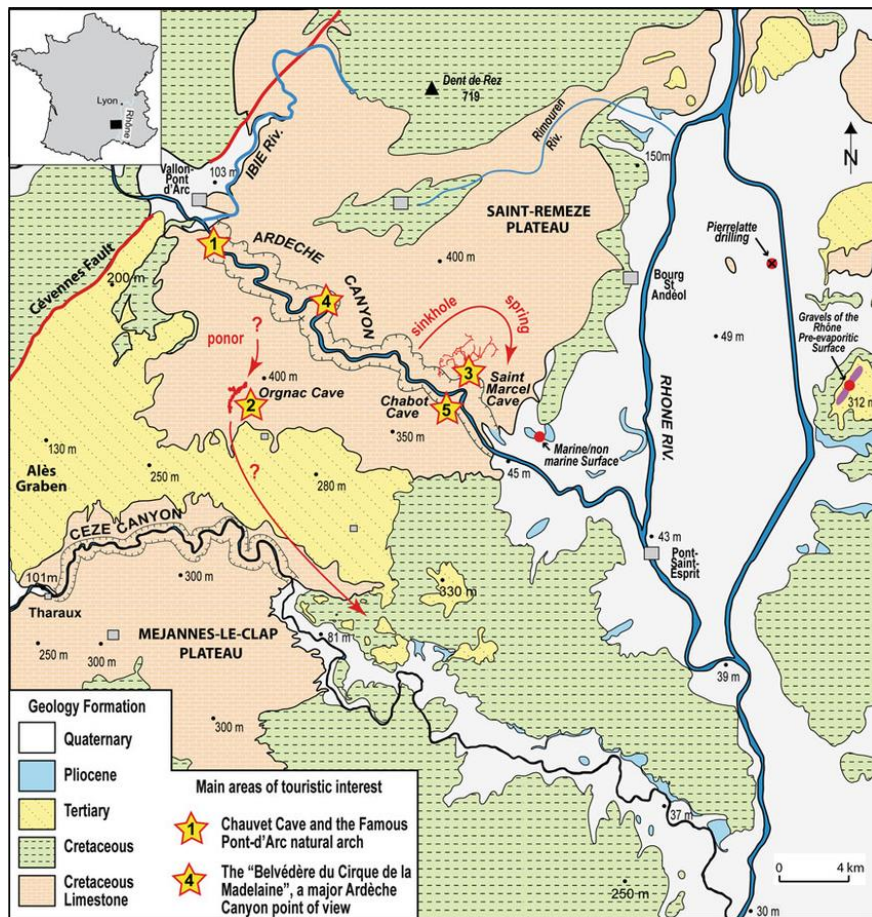 Lyon
Rhône
Dent de Rez
719
IBIE Riv.
Rimouren
Riv.
150m
N
Vallon-
Pont
d'Arc
103 m
SAINT-REMEZE
PLATEAU
Pierrelatte
drilling
1
ARDECHE
CANYON
400 m
Bourg
St
Andéol
Cévennes Fault
200 m
4
sinkhole
spring
49 m
Gravels of the
Rhône
Pre-evaporitic
Surface
ponor
?
400 m
2
Orgnac Cave
3
Saint
Marcel
Cave
Chabot
Cave
5
RHONE RIV.
312 m
350 m
Marine/non
marine Surface
45 m
130 m
Alès
Graben
250 m
?
280 m
CEZE CANYON
43 m
Pont-
Saint-
Esprit
101m
Tharaux
300 m
330 m
MEJANNES-LE-CLAP
PLATEAU
81 m
250 m
300 m
39 m
300 m
Geology Formation
Quaternary
Pliocene
Tertiary
Cretaceous
Cretaceous
Limestone
Main areas of touristic interest
1
Chauvet Cave and the Famous
Pont-d'Arc natural arch
4
The "Belvédère du Cirque de la
Madelaine", a major Ardèche
Canyon point of view
37 m
250 m
0
4 km
30 m